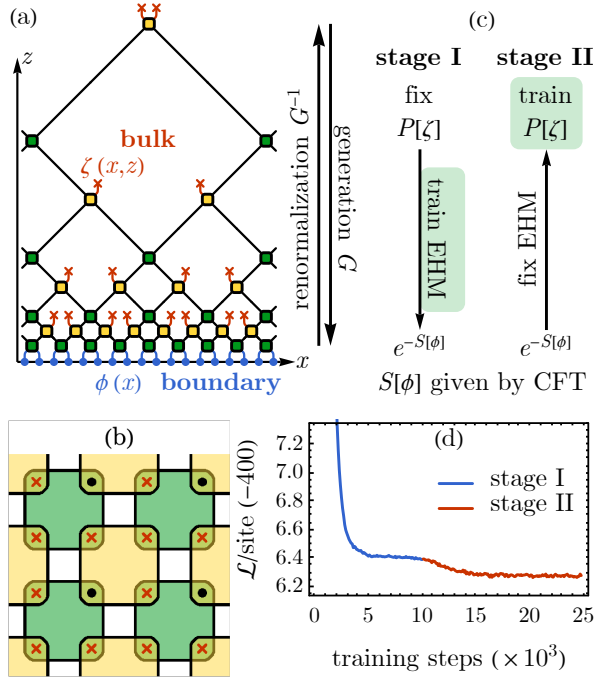 (a)
z
bulk
ζ(x,z)
ϕ(x) boundary
x
renormalization G⁻¹
generation G
(c)
stage I
stage II
fix
P[ζ]
train
P[ζ]
train EHM
fix EHM
e^{-S[ϕ]}
e^{-S[ϕ]}
S[ϕ] given by CFT
(b)
(d)
ℒ/site (−400)
7.2
7.0
6.8
6.6
6.4
6.2
stage I
stage II
0 5 10 15 20 25
training steps (×10³)